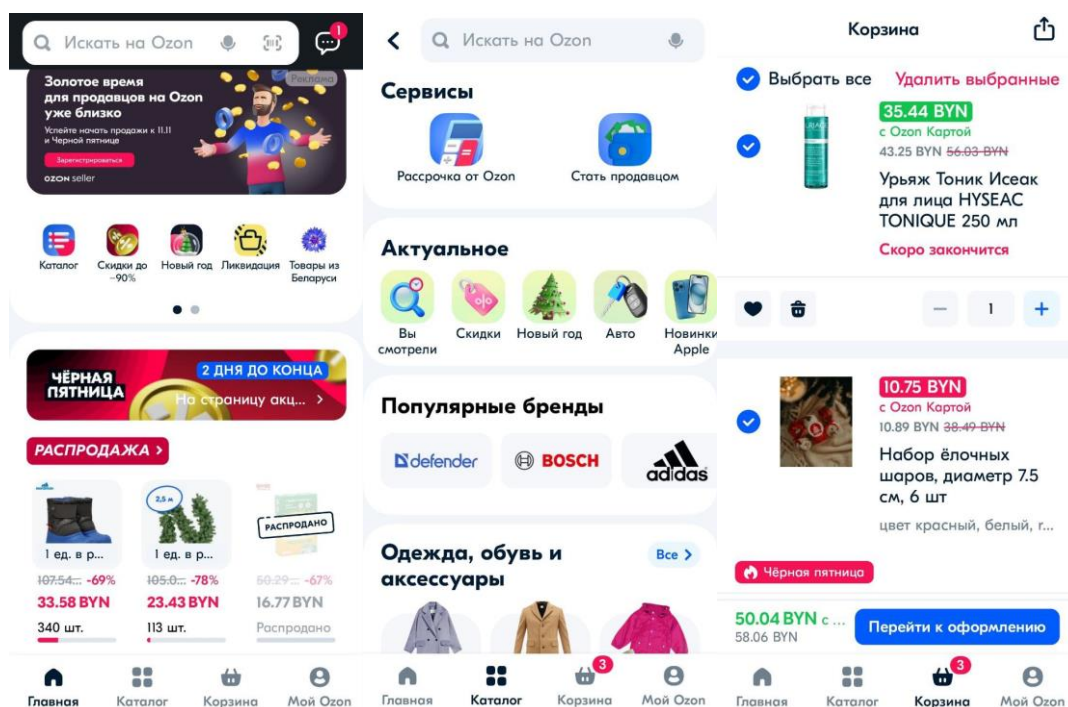 Искать на Ozon
1
Реклама
Золотое время
для продавцов на Ozon
уже близко
Успейте начать продажи к 11.11
и Черной пятнице
Зарегистрироваться
OZON seller
Каталог
Скидки до
-90%
Новый год
Ликвидация
Товары из
Беларуси
ЧЁРНАЯ
ПЯТНИЦА
2 ДНЯ ДО КОНЦА
На страницу акц... >
РАСПРОДАЖА >
2,5 м
РАСПРОДАНО
1 ед. в р...
1 ед. в р...
107.54... -69%
105.0... -78%
50.29 ... -67%
33.58 BYN
23.43 BYN
16.77 BYN
340 шт.
113 шт.
Распродано
Главная
Каталог
Корзина
Мой Ozon
Искать на Ozon
Сервисы
Рассрочка от Ozon
Стать продавцом
Актуальное
Вы
смотрели
Скидки
Новый год
Авто
Новинки
Apple
Популярные бренды
defender
BOSCH
adidas
Одежда, обувь и
аксессуары
Все >
3
Главная
Каталог
Корзина
Мой Ozon
Корзина
Выбрать все
Удалить выбранные
35.44 BYN
с Ozon Картой
43.25 BYN 56.03 BYN
Урьяж Тоник Исеак
для лица HYSEAC
TONIQUE 250 мл
Скоро закончится
− 1 +
10.75 BYN
с Ozon Картой
10.89 BYN 38.49 BYN
Набор ёлочных
шаров, диаметр 7.5
см, 6 шт
цвет красный, белый, г...
Чёрная пятница
50.04 BYN с ...
58.06 BYN
Перейти к оформлению
3
Главная
Каталог
Корзина
Мой Ozon